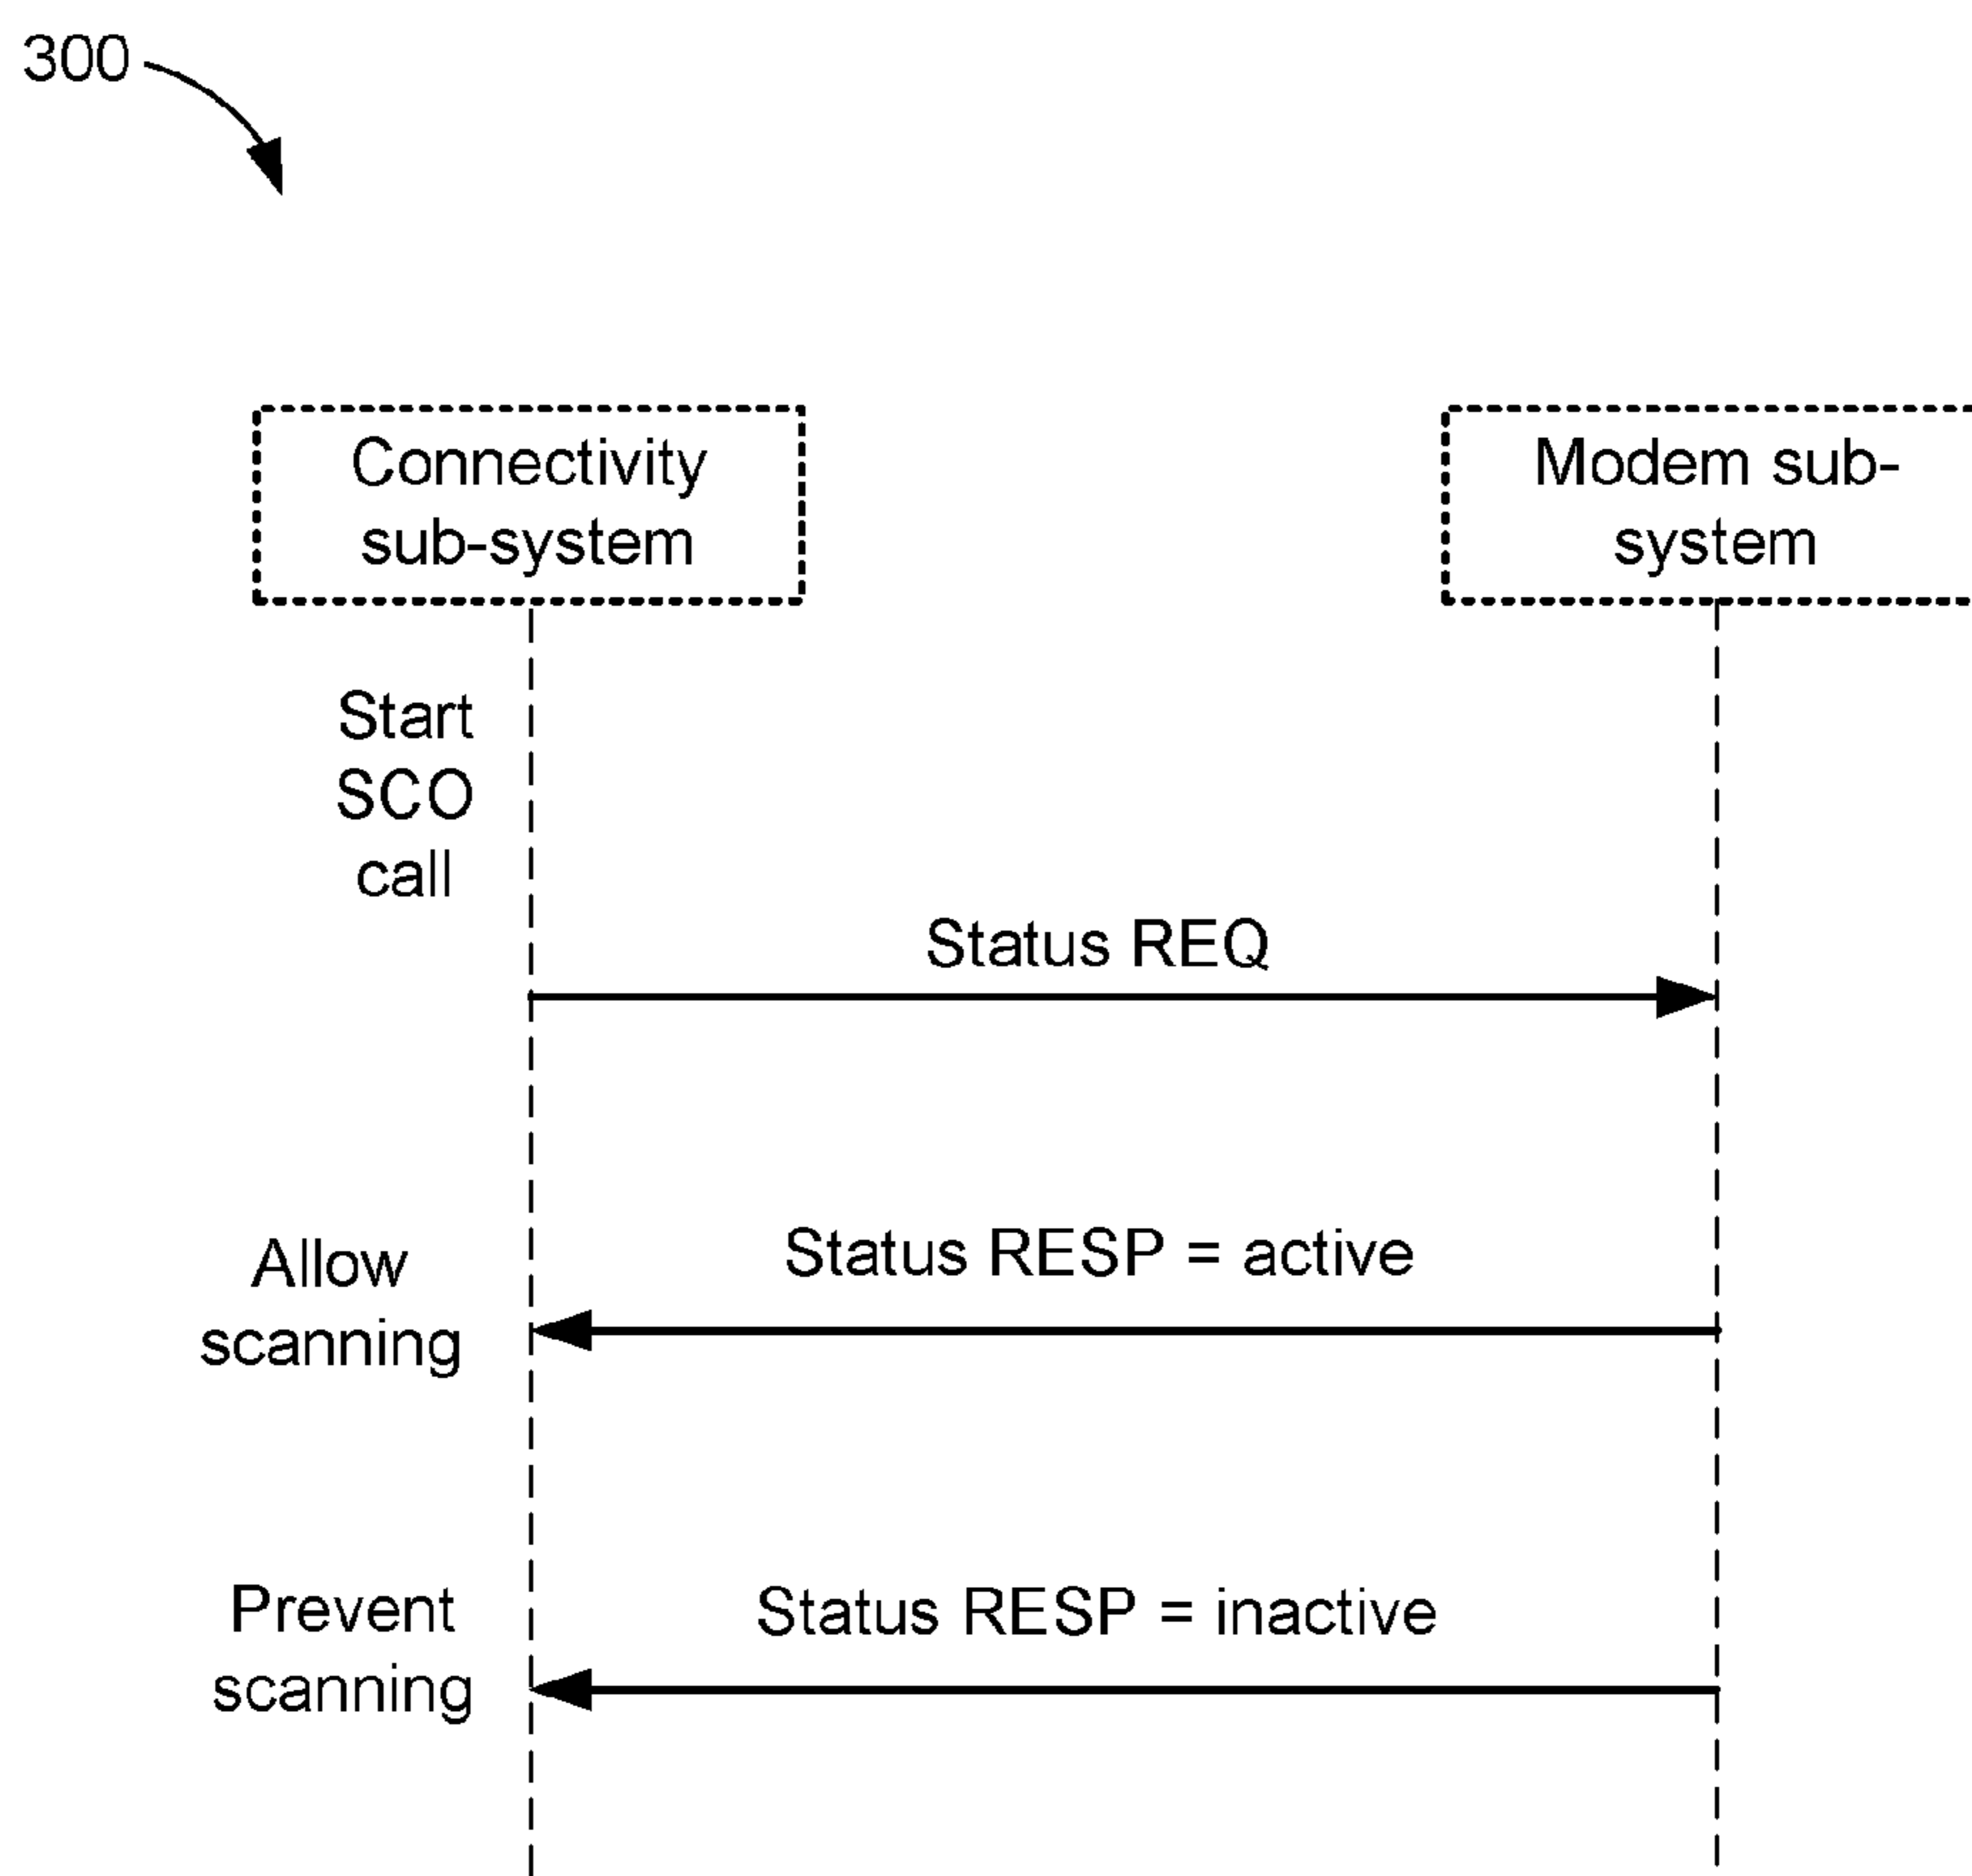 300
Connectivity
sub-system
Modem sub-
system
Start
SCO
call
Status REQ
Allow
scanning
Status RESP = active
Prevent
scanning
Status RESP = inactive